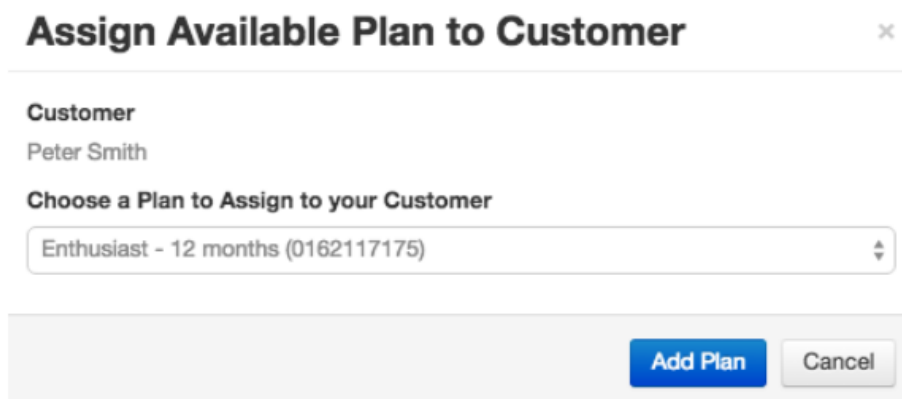 Assign Available Plan to Customer
×
Customer
Peter Smith
Choose a Plan to Assign to your Customer
Enthusiast - 12 months (0162117175)
Add Plan
Cancel